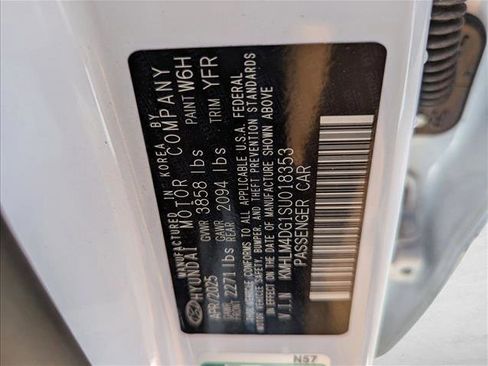 MANUFACTURED IN KOREA BY
HYUNDAI MOTOR COMPANY
APR/2025 GVWR 3858 lbs PAINT W6H
GAWR FRONT 2271 lbs GAWR REAR 2094 lbs TRIM YFR
THIS VEHICLE CONFORMS TO ALL APPLICABLE U.S.A. FEDERAL
MOTOR VEHICLE SAFETY, BUMPER, AND THEFT PREVENTION STANDARDS
IN EFFECT ON THE DATE OF MANUFACTURE SHOWN ABOVE
V.I.N KMHLM4DG1SU018353
PASSENGER CAR
N57